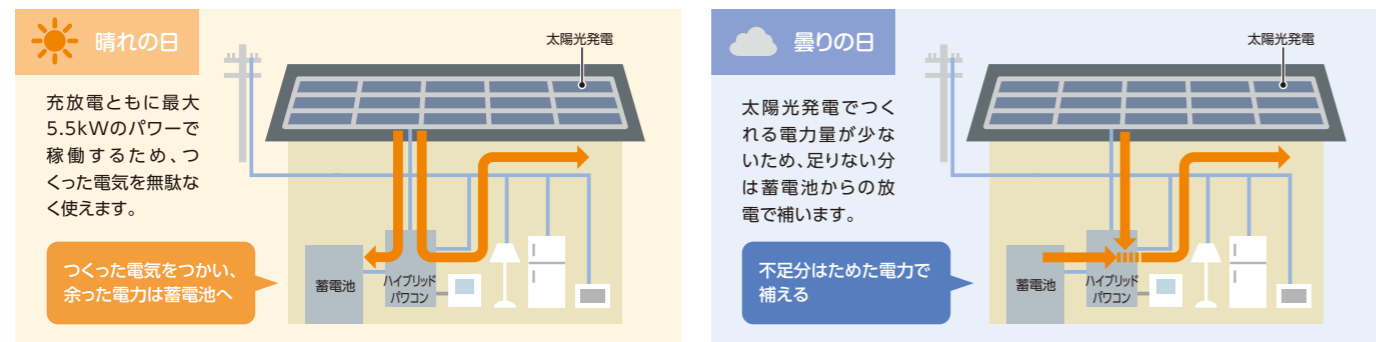 晴れの日
太陽光発電
充放電ともに最大
5.5kWのパワーで
稼働するため、つ
くった電気を無駄な
く使えます。
つくった電気をつかい、
余った電力は蓄電池へ
蓄電池
ハイブリッド
パワコン
曇りの日
太陽光発電
太陽光発電でつく
れる電力量が少な
いため、足りない分
は蓄電池からの放
電で補います。
不足分はためた電力で
補える
蓄電池
ハイブリッド
パワコン